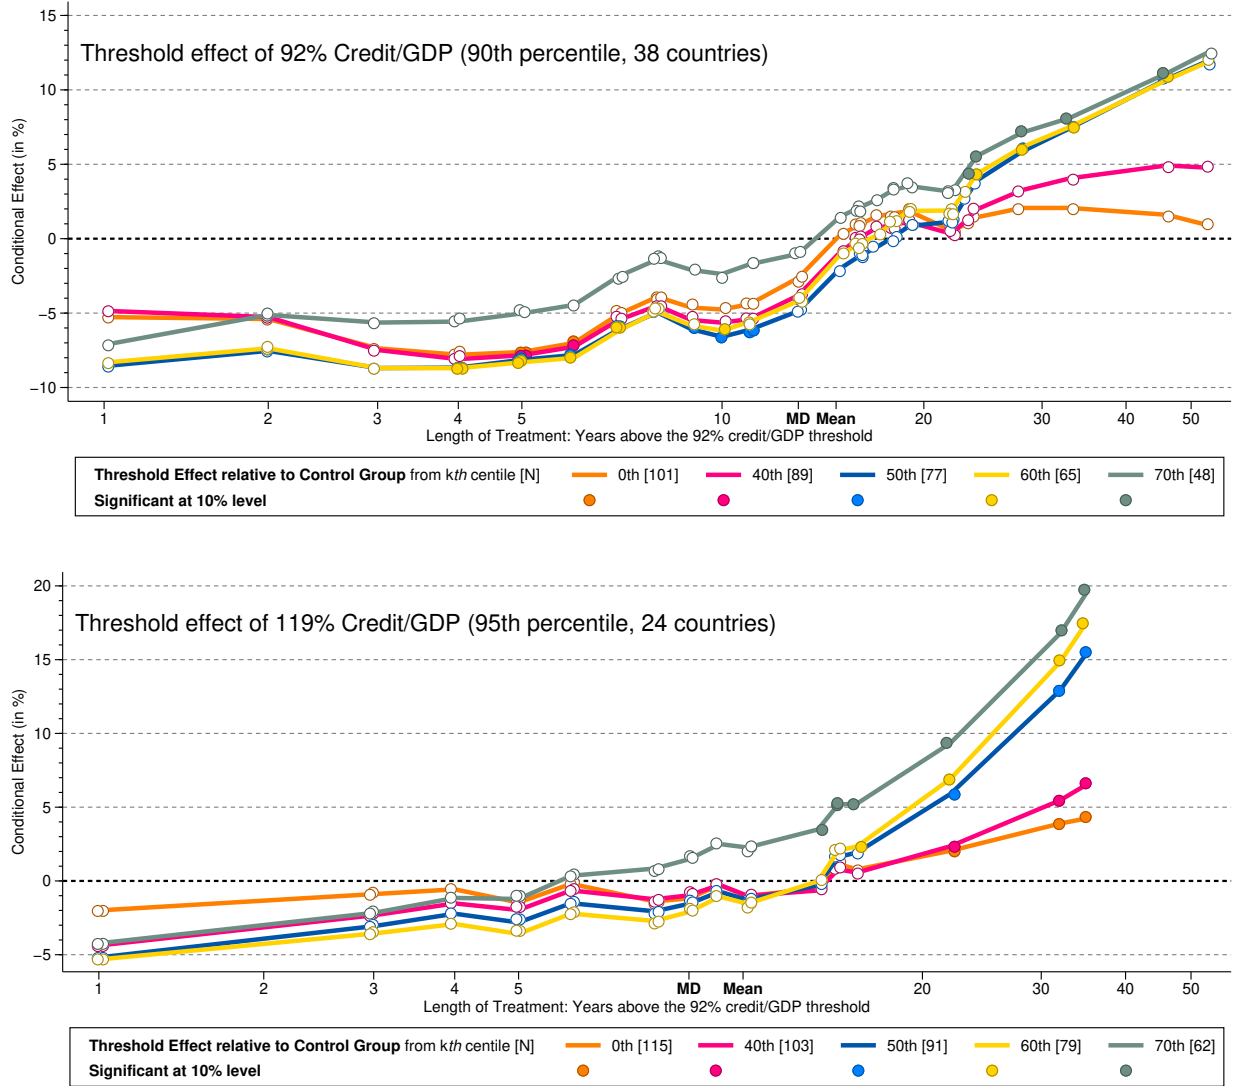 Threshold effect of 92% Credit/GDP (90th percentile, 38 countries)
Conditional Effect (in %)
15
10
5
0
−5
−10
1 2 3 4 5 10 MD Mean 20 30 40 50
Length of Treatment: Years above the 92% credit/GDP threshold
Threshold Effect relative to Control Group from kth centile [N] 0th [101] 40th [89] 50th [77] 60th [65] 70th [48]
Significant at 10% level
Threshold effect of 119% Credit/GDP (95th percentile, 24 countries)
Conditional Effect (in %)
20
15
10
5
0
−5
1 2 3 4 5 MD Mean 20 30 40 50
Length of Treatment: Years above the 92% credit/GDP threshold
Threshold Effect relative to Control Group from kth centile [N] 0th [115] 40th [103] 50th [91] 60th [79] 70th [62]
Significant at 10% level